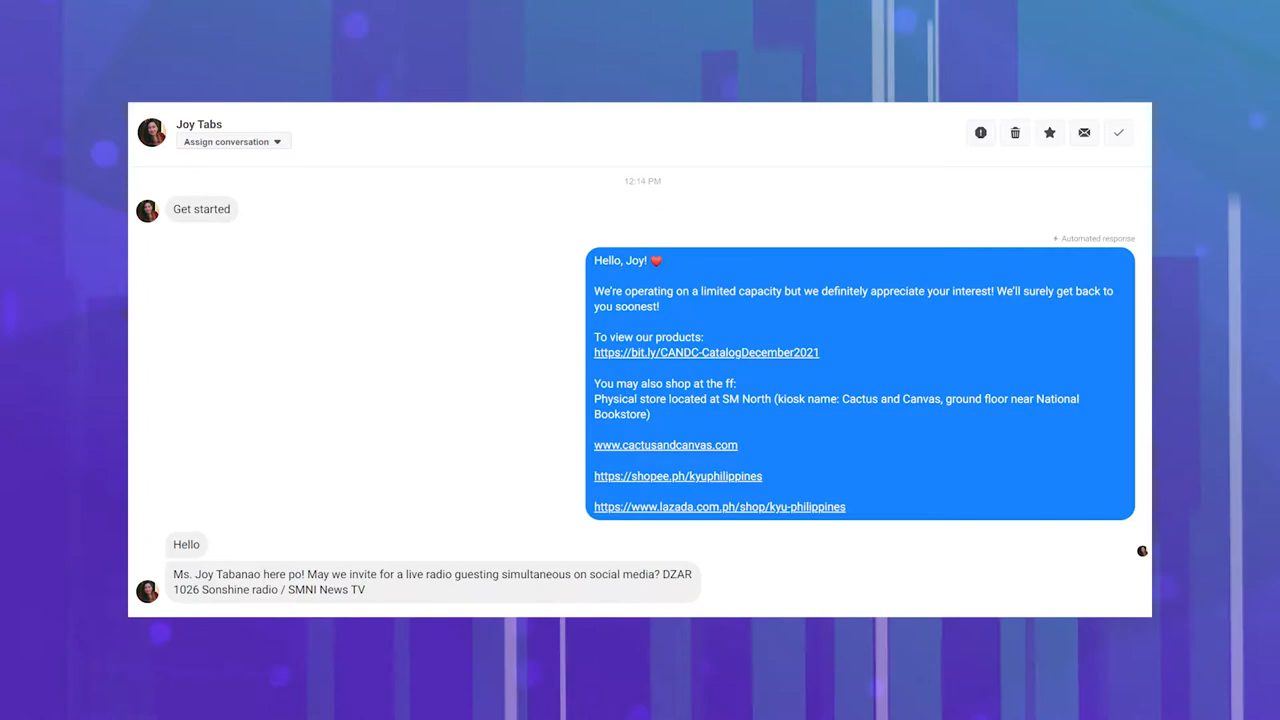 Joy Tabs
Assign conversation
12:14 PM
Get started
Automated response
Hello, Joy! ❤️
We're operating on a limited capacity but we definitely appreciate your interest! We'll surely get back to
you soonest!
To view our products:
https://bit.ly/CANDC-CatalogDecember2021
You may also shop at the ff:
Physical store located at SM North (kiosk name: Cactus and Canvas, ground floor near National
Bookstore)
www.cactusandcanvas.com
https://shopee.ph/kyuphilippines
https://www.lazada.com.ph/shop/kyu-philippines
Hello
Ms. Joy Tabanao here po! May we invite for a live radio guesting simultaneous on social media? DZAR
1026 Sonshine radio / SMNI News TV